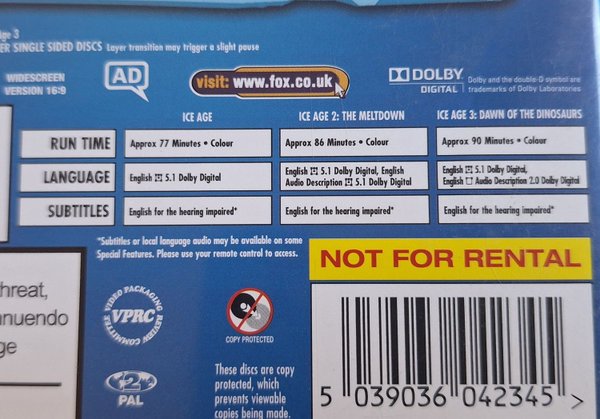 Age 3
ER SINGLE SIDED DISCS Layer transition may trigger a slight pause
WIDESCREEN
VERSION 16:9
AD
visit: www.fox.co.uk
DOLBY
DIGITAL
Dolby and the double-D symbol are
trademarks of Dolby Laboratories
ICE AGE ICE AGE 2: THE MELTDOWN ICE AGE 3: DAWN OF THE DINOSAURS
RUN TIME Approx 77 Minutes • Colour Approx 86 Minutes • Colour Approx 90 Minutes • Colour
LANGUAGE English 5.1 Dolby Digital English 5.1 Dolby Digital, English
Audio Description 5.1 Dolby Digital English 5.1 Dolby Digital,
English Audio Description 2.0 Dolby Digital
SUBTITLES English for the hearing impaired* English for the hearing impaired* English for the hearing impaired*
*Subtitles or local language audio may be available on some
Special Features. Please use your remote control to access.
NOT FOR RENTAL
threat,
nnuendo
ge
VIDEO PACKAGING
VPRC
REVIEW COMMITTEE
COPY PROTECTED
2
PAL
These discs are copy
protected, which
prevents viewable
copies being made.
5 039036 042345 >